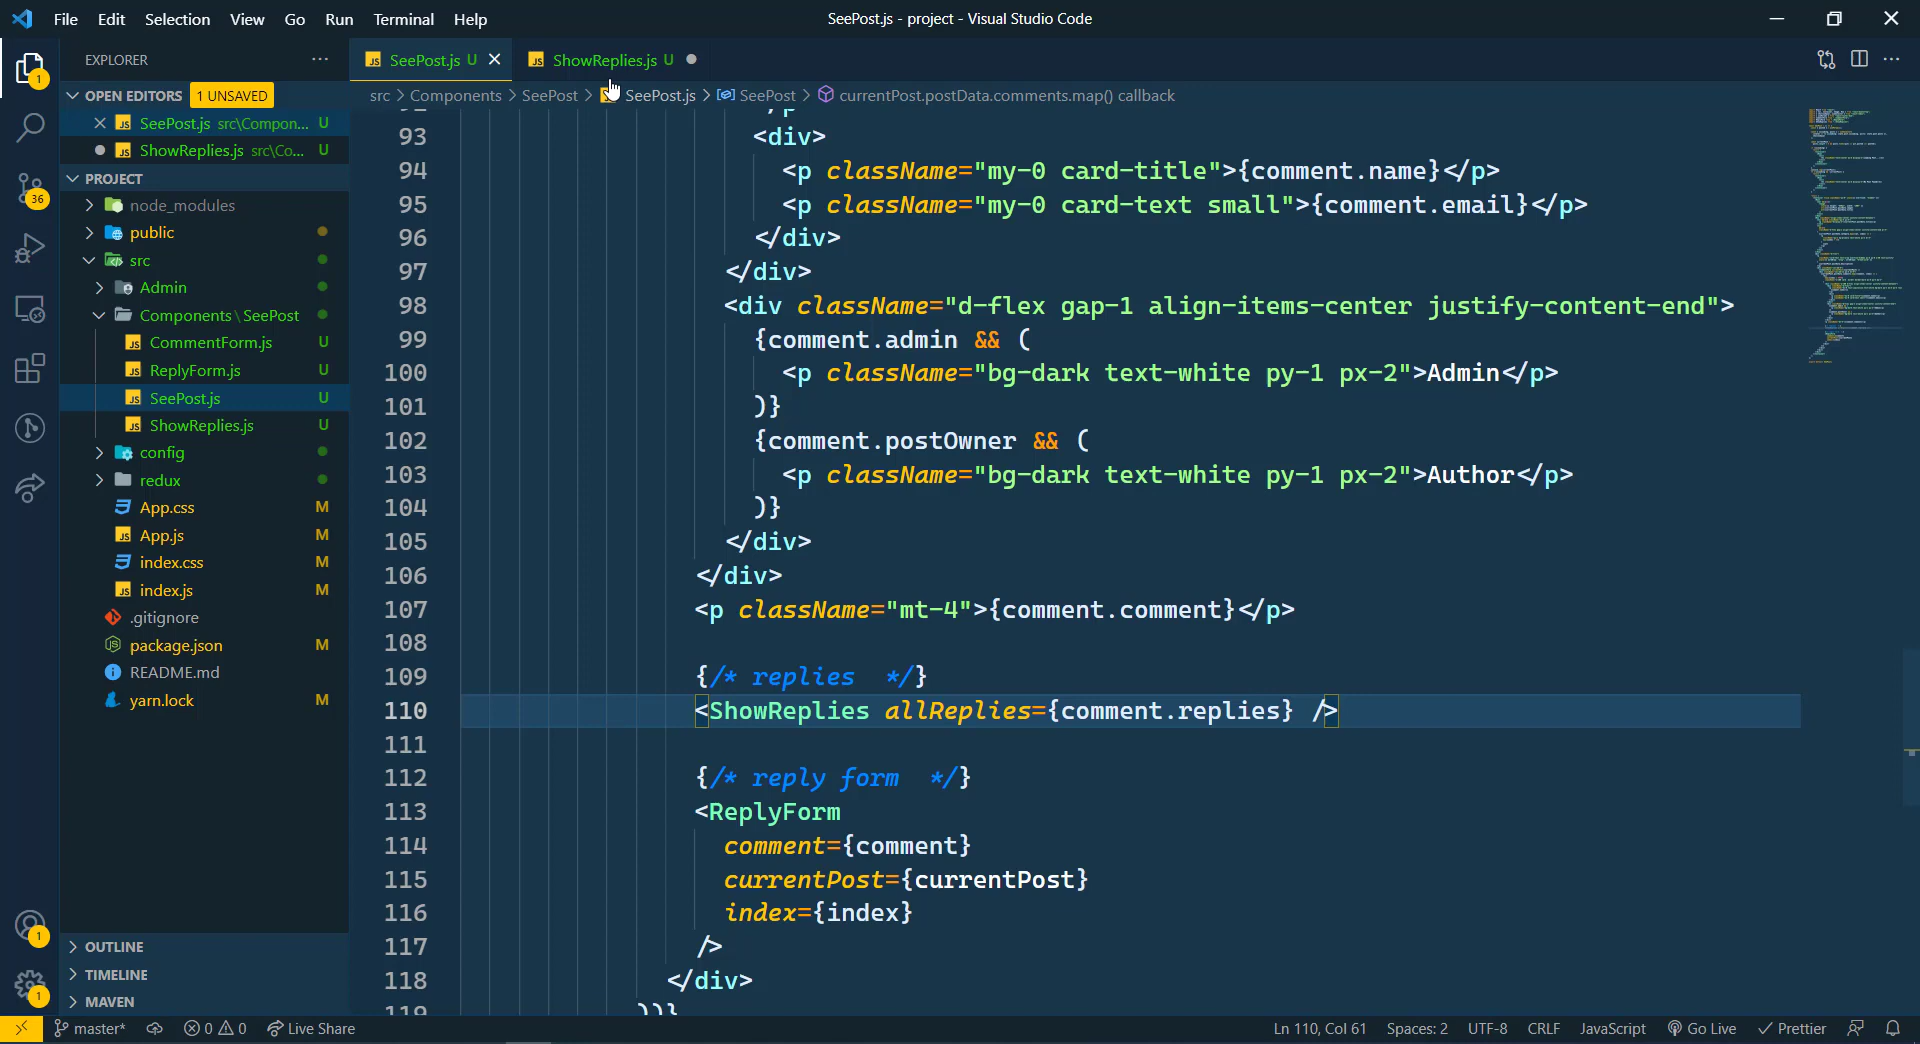 File Edit Selection View Go Run Terminal Help
SeePost.js - project - Visual Studio Code
EXPLORER
OPEN EDITORS 1 UNSAVED
SeePost.js src\Compon... U
ShowReplies.js src\Co... U
PROJECT
node_modules
public
src
Admin
Components\SeePost
CommentForm.js U
ReplyForm.js U
SeePost.js U
ShowReplies.js U
config
redux
App.css M
App.js M
index.css M
index.js M
.gitignore
package.json M
README.md
yarn.lock M
OUTLINE
TIMELINE
MAVEN
1
36
1
1
SeePost.js U
ShowReplies.js U
src > Components > SeePost > SeePost.js > SeePost > currentPost.postData.comments.map() callback
93 <div>
94 <p className="my-0 card-title">{comment.name}</p>
95 <p className="my-0 card-text small">{comment.email}</p>
96 </div>
97 </div>
98 <div className="d-flex gap-1 align-items-center justify-content-end">
99 {comment.admin && (
100 <p className="bg-dark text-white py-1 px-2">Admin</p>
101 )}
102 {comment.postOwner && (
103 <p className="bg-dark text-white py-1 px-2">Author</p>
104 )}
105 </div>
106 </div>
107 <p className="mt-4">{comment.comment}</p>
108
109 {/* replies */}
110 <ShowReplies allReplies={comment.replies} />
111
112 {/* reply form */}
113 <ReplyForm
114 comment={comment}
115 currentPost={currentPost}
116 index={index}
117 />
118 </div>
119 ))}
master* 0 0 Live Share
Ln 110, Col 61 Spaces: 2 UTF-8 CRLF JavaScript Go Live Prettier